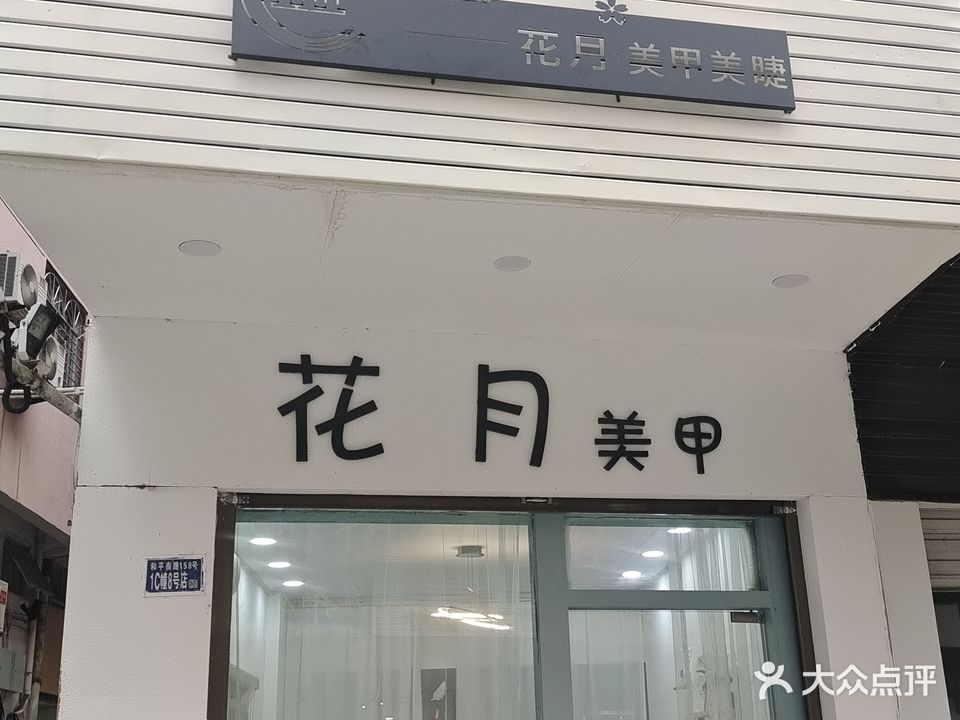 花月 美甲美睫
花月 美甲
和平南路158号
1C幢8号店
大众点评